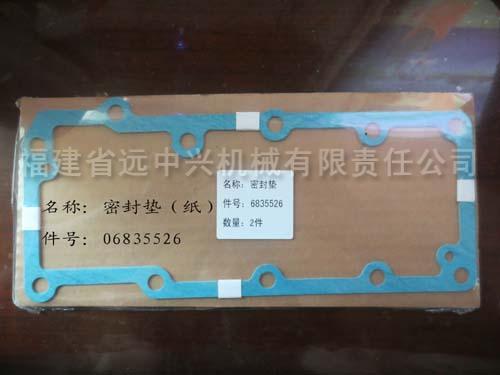 福建省远中兴机械有限责任公司
名称: 密封垫（纸）
件号: 06835526
名称: 密封垫
件号: 6835526
数量: 2件